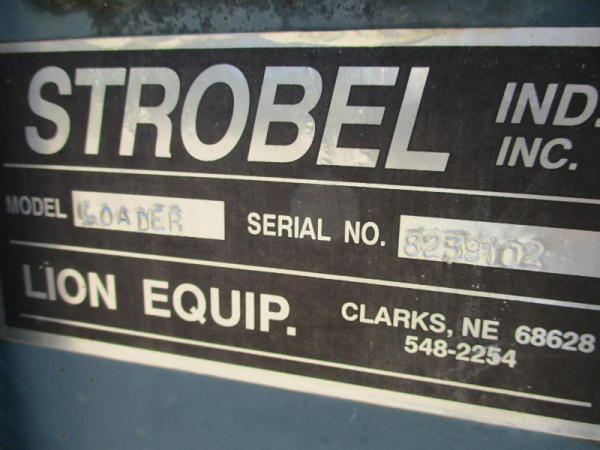 STROBEL IND.
INC.
MODEL LOADER SERIAL NO. 8239102
LION EQUIP. CLARKS, NE 68628
548-2254